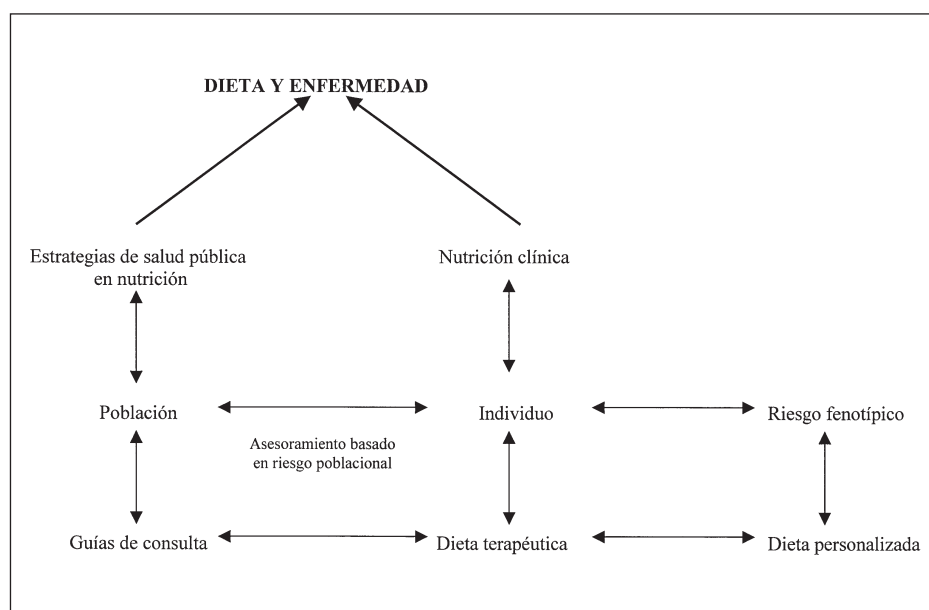 DIETA Y ENFERMEDAD
Estrategias de salud pública
en nutrición
Nutrición clínica
Población
Individuo
Riesgo fenotípico
Asesoramiento basado
en riesgo poblacional
Guías de consulta
Dieta terapéutica
Dieta personalizada